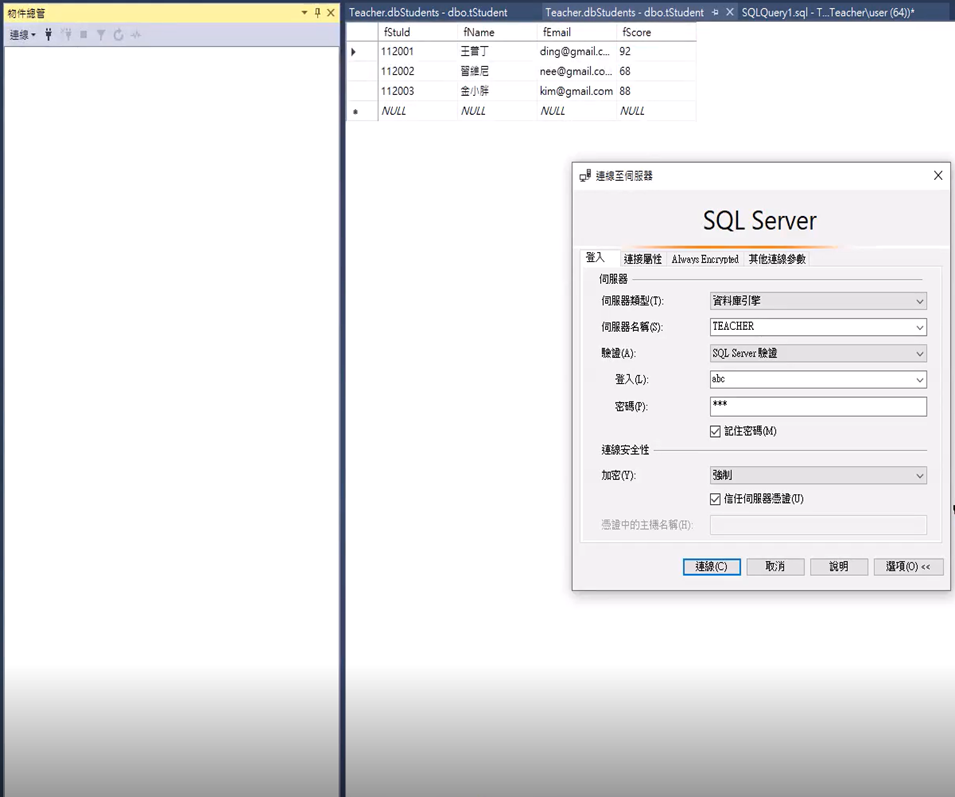 物件總管
連線
Teacher.dbStudents - dbo.tStudent
Teacher.dbStudents - dbo.tStudent
SQLQuery1.sql - T...Teacher\user (64))*
fStuId fName fEmail fScore
112001 王普丁 ding@gmail.c... 92
112002 習維尼 nee@gmail.co... 68
112003 金小胖 kim@gmail.com 88
NULL NULL NULL NULL
連線至伺服器
SQL Server
登入 連接屬性 Always Encrypted 其他連線參數
伺服器
伺服器類型(T): 資料庫引擎
伺服器名稱(S): TEACHER
驗證(A): SQL Server 驗證
登入(L): abc
密碼(P): ***
記住密碼(M)
連線安全性
加密(Y): 強制
信任伺服器憑證(U)
憑證中的主機名稱(H):
連線(C) 取消 說明 選項(O) <<